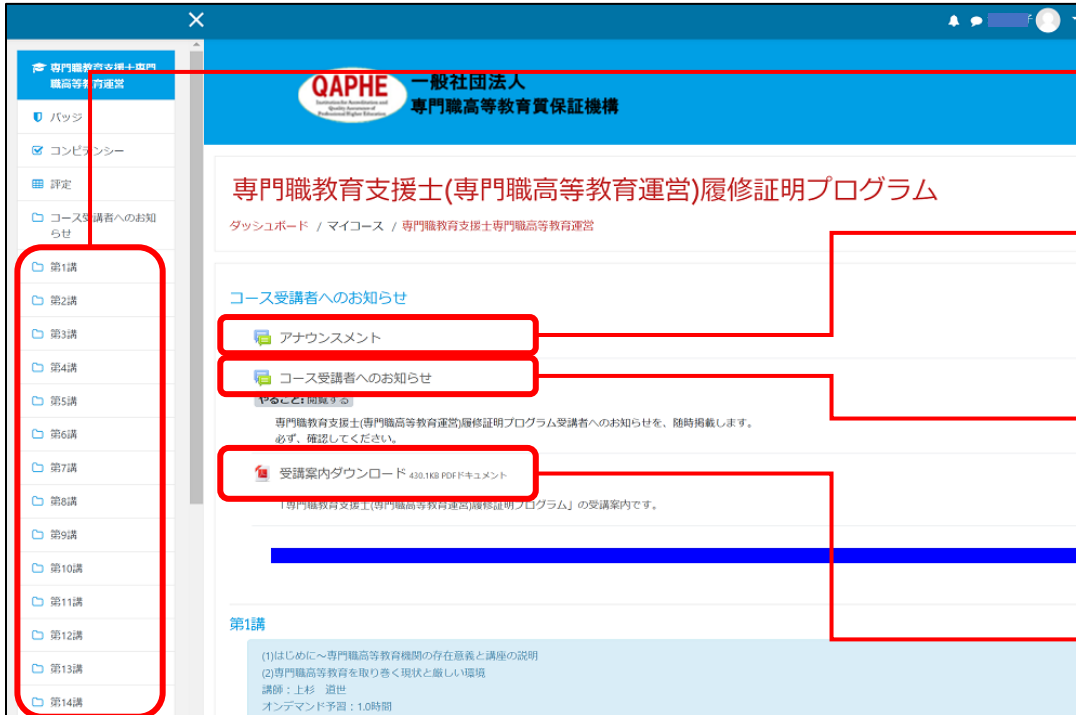 専門職教育支援士専門
職高等教育運営
バッジ
コンピテンシー
評定
コース受講者へのお知
らせ
第1講
第2講
第3講
第4講
第5講
第6講
第7講
第8講
第9講
第10講
第11講
第12講
第13講
第14講
QAPHE
Institution for Accreditation and
Quality Assurance of
Professional Higher Education
一般社団法人
専門職高等教育質保証機構
専門職教育支援士(専門職高等教育運営)履修証明プログラム
ダッシュボード / マイコース / 専門職教育支援士専門職高等教育運営
コース受講者へのお知らせ
アナウンスメント
コース受講者へのお知らせ
やること: 閲覧する
専門職教育支援士(専門職高等教育運営)履修証明プログラム受講者へのお知らせを、随時掲載します。
必ず、確認してください。
受講案内ダウンロード 430.1KB PDFドキュメント
「専門職教育支援士(専門職高等教育運営)履修証明プログラム」の受講案内です。
第1講
(1)はじめに～専門職高等教育機関の存在意義と講座の説明
(2)専門職高等教育を取り巻く現状と厳しい環境
講師：上杉　道世
オンデマンド予習：1.0時間